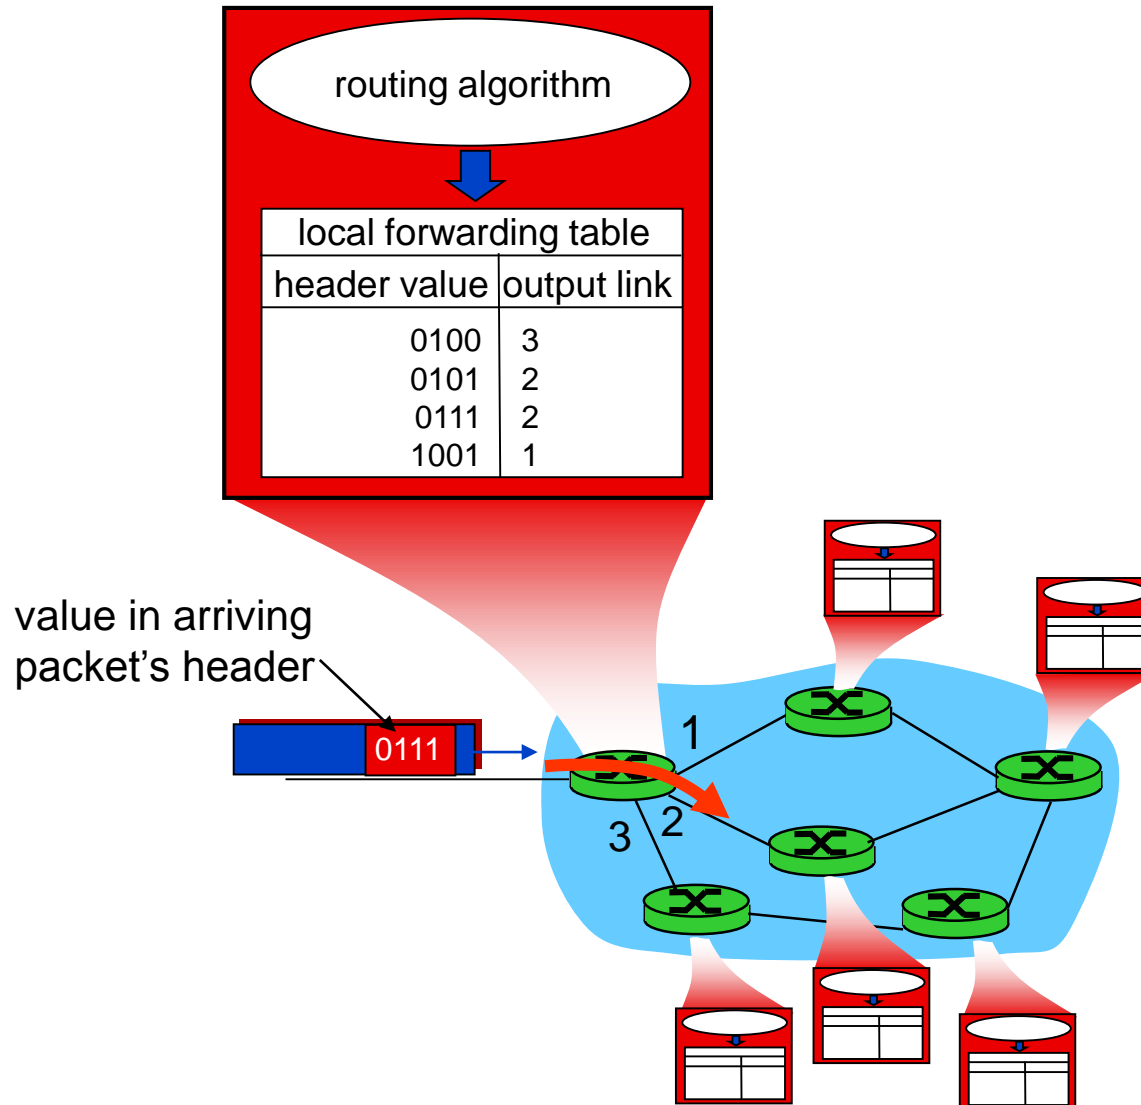 routing algorithm
local forwarding table
header value output link
0100 3
0101 2
0111 2
1001 1
value in arriving
packet’s header
0111
1
2
3